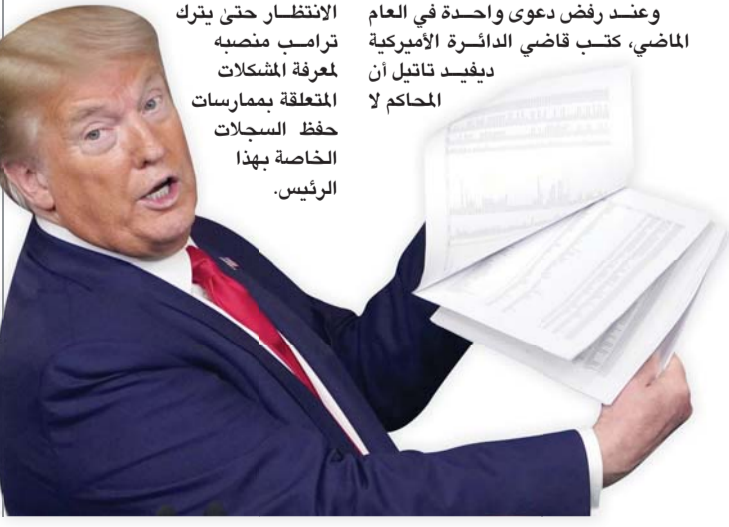 وعند رفض دعوى واحدة في العام
الماضي، كتب قاضي الدائرة الأميركية
ديفيد تاتيل أن
المحاكم لا
الانتظار حتىٰ يترك
ترامب منصبه
لمعرفة المشكلات
المتعلقة بممارسات
حفظ السجلات
الخاصة بهذا
الرئيس.